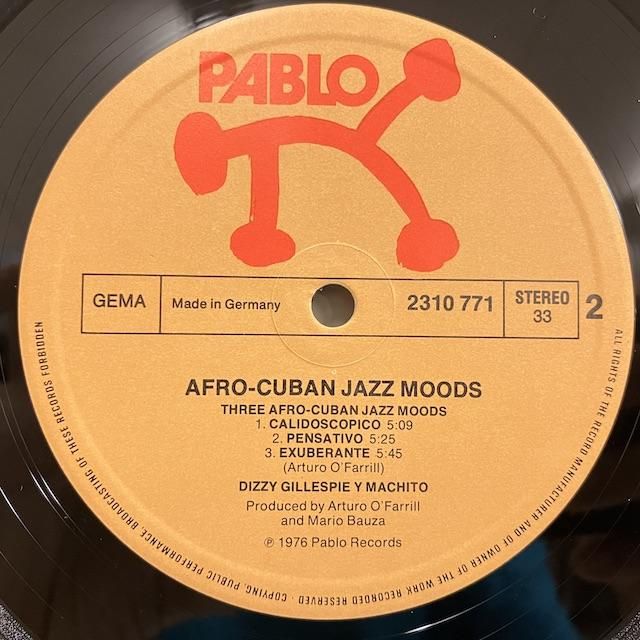 PABLO
GEMA
Made in Germany
2310 771
STEREO
33
2
AFRO-CUBAN JAZZ MOODS
THREE AFRO-CUBAN JAZZ MOODS
1. CALIDOSCOPICO 5:09
2. PENSATIVO 5:25
3. EXUBERANTE 5:45
(Arturo O'Farrill)
DIZZY GILLESPIE Y MACHITO
Produced by Arturo O'Farrill
and Mario Bauza
℗ 1976 Pablo Records
ALL RIGHTS OF THE RECORD MANUFACTURER AND OF OWNER OF THE WORK RECORDED RESERVED · COPYING, PUBLIC PERFORMANCE, BROADCASTING OF THESE RECORDS FORBIDDEN